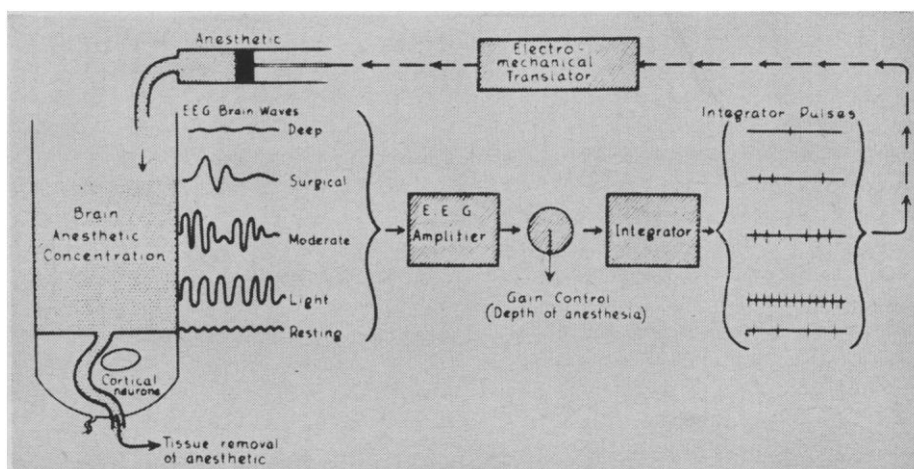 Anesthetic
Electro-
mechanical
Translator
EEG Brain Waves
Deep
Surgical
Moderate
Light
Resting
Brain
Anesthetic
Concentration
Cortical
neurone
Tissue removal
of anesthetic
E. E. G
Amplifier
Gain Control
(Depth of anesthesia)
Integrator
Integrator Pulses